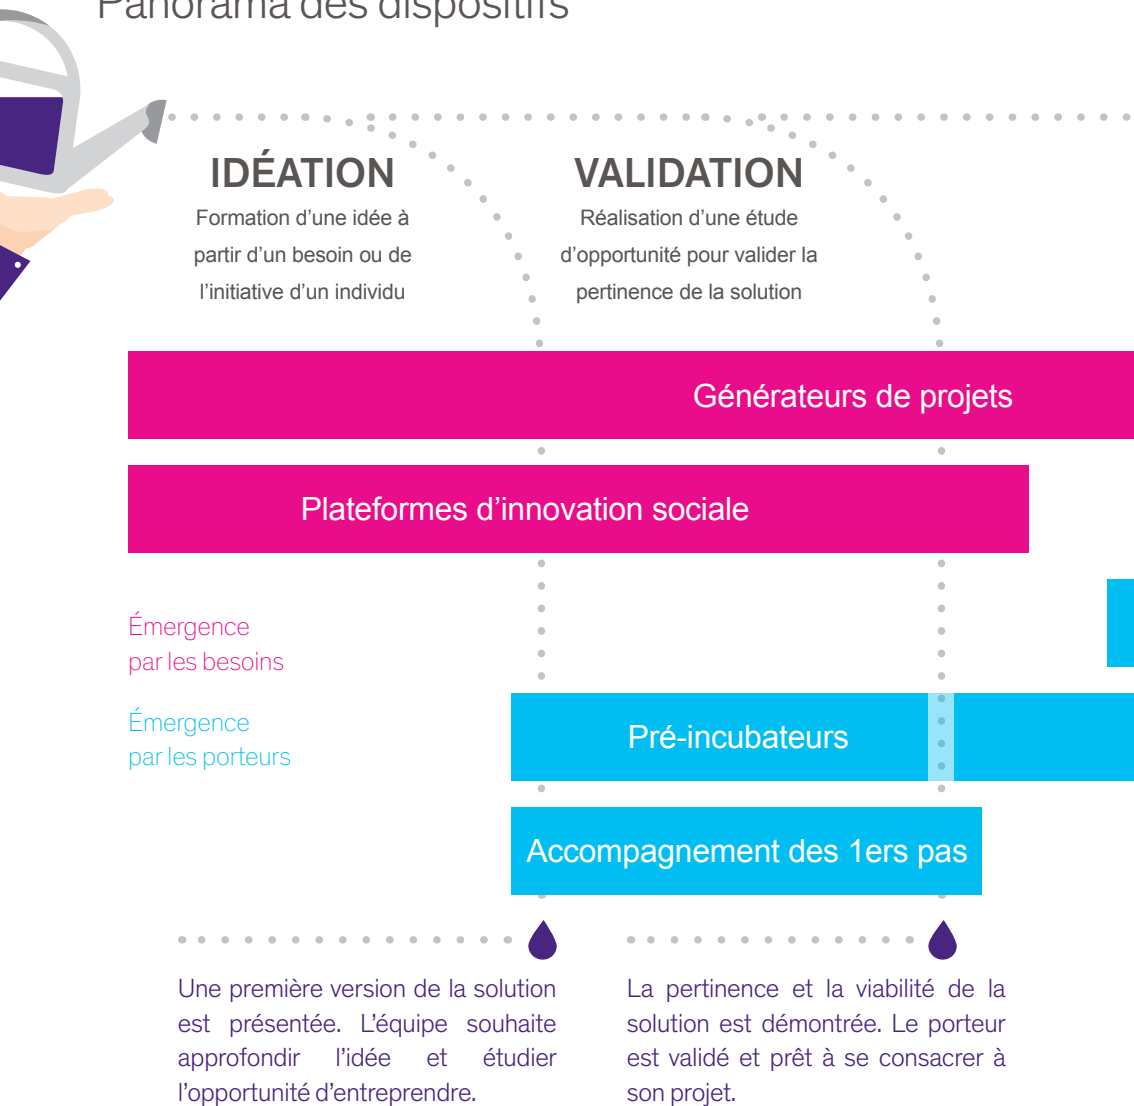 Panorama des dispositifs
IDÉATION
Formation d’une idée à
partir d’un besoin ou de
l’initiative d’un individu
VALIDATION
Réalisation d’une étude
d’opportunité pour valider la
pertinence de la solution
Générateurs de projets
Plateformes d’innovation sociale
Émergence
par les besoins
Émergence
par les porteurs
Pré-incubateurs
Accompagnement des 1ers pas
Une première version de la solution
est présentée. L’équipe souhaite
approfondir l’idée et étudier
l’opportunité d’entreprendre.
La pertinence et la viabilité de la
solution est démontrée. Le porteur
est validé et prêt à se consacrer à
son projet.